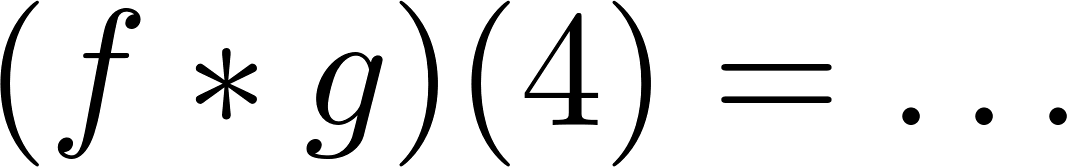 (f * g)(4) = . . .